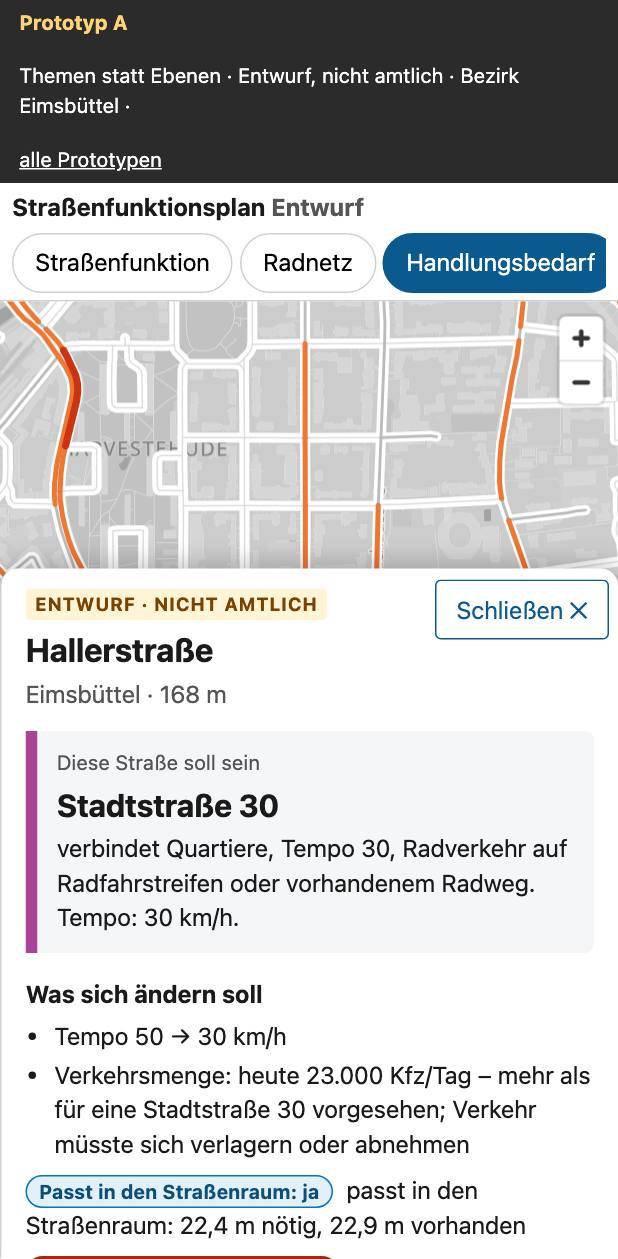 Prototyp A
Themen statt Ebenen · Entwurf, nicht amtlich · Bezirk
Eimsbüttel ·
alle Prototypen
Straßenfunktionsplan Entwurf
Straßenfunktion
Radnetz
Handlungsbedarf
+
−
ENTWURF · NICHT AMTLICH
Schließen ✕
Hallerstraße
Eimsbüttel · 168 m
Diese Straße soll sein
Stadtstraße 30
verbindet Quartiere, Tempo 30, Radverkehr auf
Radfahrstreifen oder vorhandenem Radweg.
Tempo: 30 km/h.
Was sich ändern soll
• Tempo 50 → 30 km/h
• Verkehrsmenge: heute 23.000 Kfz/Tag – mehr als
für eine Stadtstraße 30 vorgesehen; Verkehr
müsste sich verlagern oder abnehmen
Passt in den Straßenraum: ja passt in den
Straßenraum: 22,4 m nötig, 22,9 m vorhanden